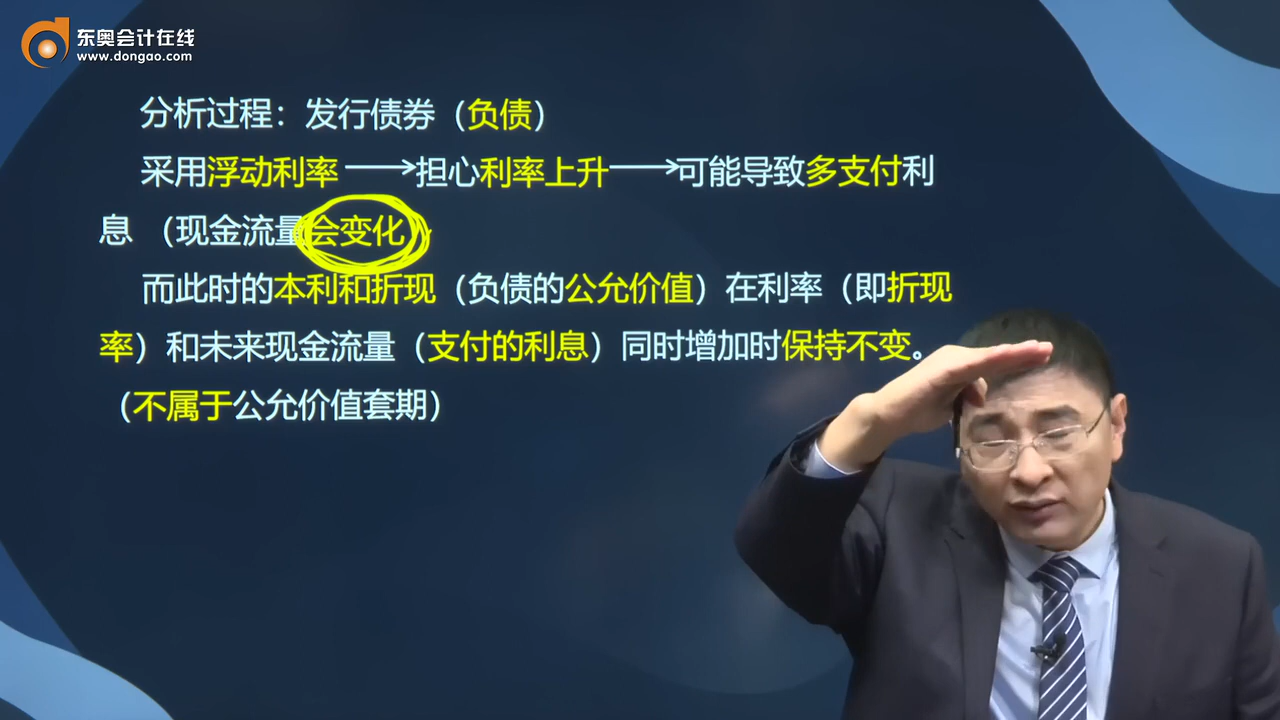 东奥会计在线
www.dongao.com
分析过程：发行债券（负债）
采用浮动利率 → 担心利率上升 → 可能导致多支付利
息 （现金流量会变化）
而此时的本利和折现（负债的公允价值）在利率（即折现
率）和未来现金流量（支付的利息）同时增加时保持不变。
（不属于公允价值套期）